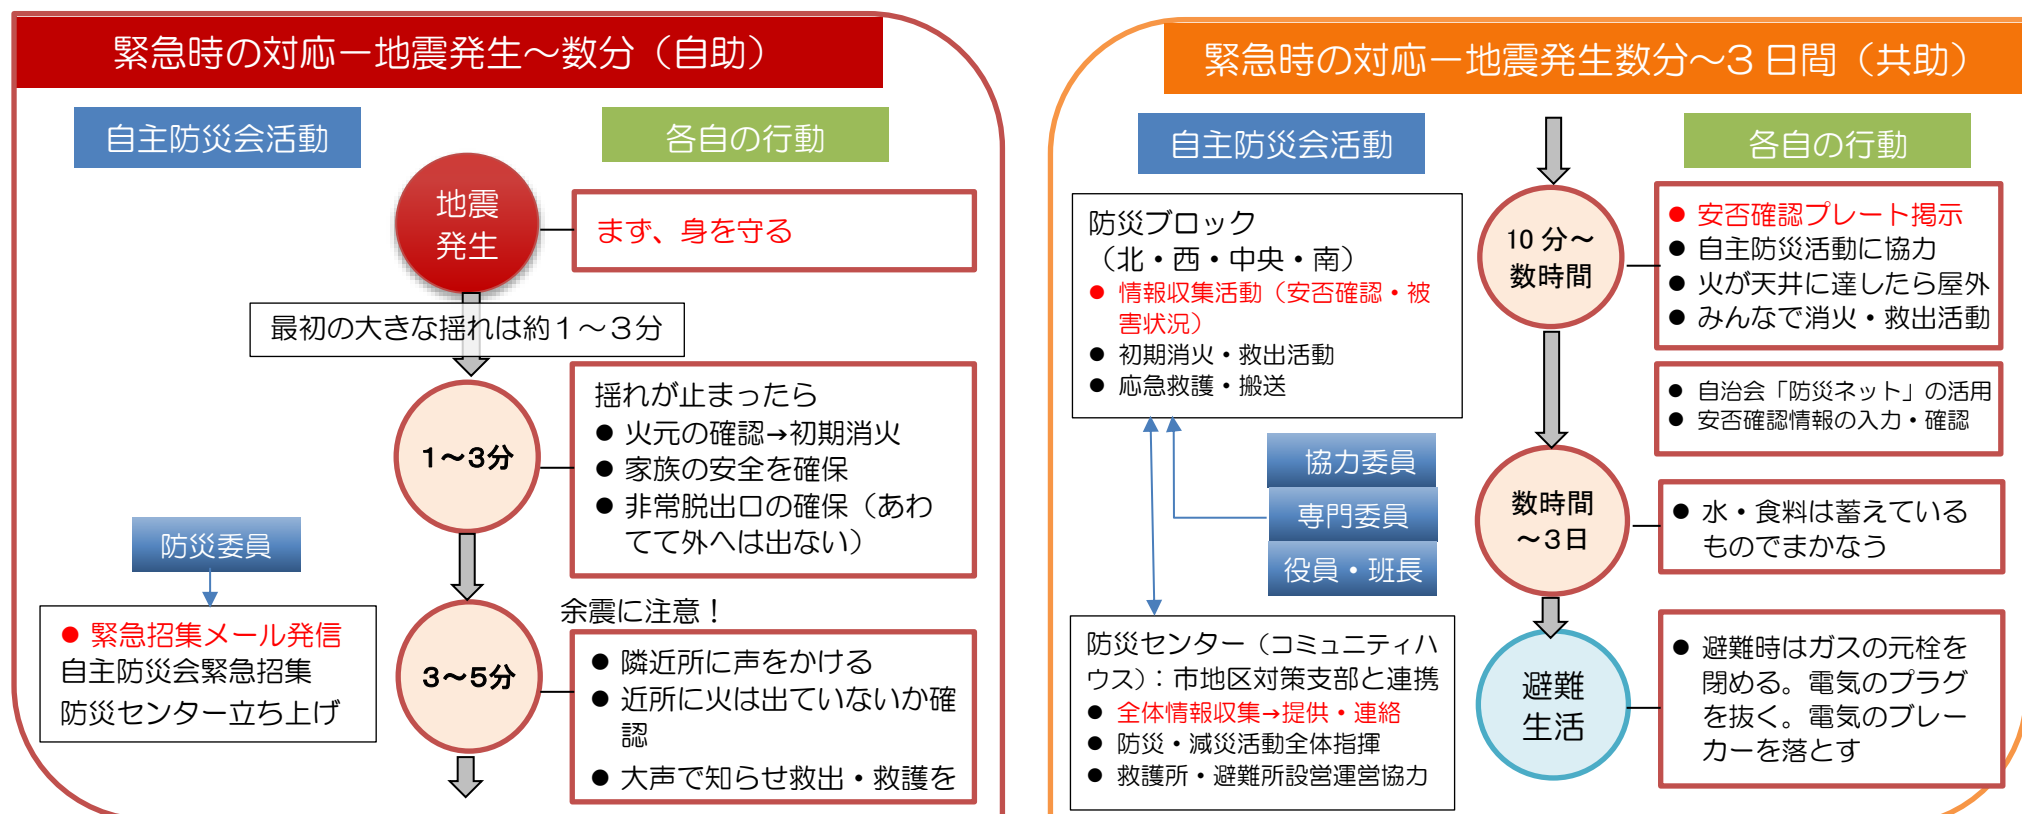 緊急時の対応ー地震発生～数分（自助）
自主防災会活動
各自の行動
地震
発生
まず、身を守る
最初の大きな揺れは約１～３分
1～3分
揺れが止まったら
● 火元の確認→初期消火
● 家族の安全を確保
● 非常脱出口の確保（あわ
てて外へは出ない）
防災委員
● 緊急招集メール発信
自主防災会緊急招集
防災センター立ち上げ
余震に注意！
3～5分
● 隣近所に声をかける
● 近所に火は出ていないか確
認
● 大声で知らせ救出・救護を
緊急時の対応ー地震発生数分～３日間（共助）
自主防災会活動
各自の行動
防災ブロック
（北・西・中央・南）
● 情報収集活動（安否確認・被
害状況）
● 初期消火・救出活動
● 応急救護・搬送
10 分～
数時間
● 安否確認プレート掲示
● 自主防災活動に協力
● 火が天井に達したら屋外
● みんなで消火・救出活動
● 自治会「防災ネット」の活用
● 安否確認情報の入力・確認
協力委員
専門委員
役員・班長
数時間
～3日
● 水・食料は蓄えている
ものでまかなう
防災センター（コミュニティハ
ウス）：市地区対策支部と連携
● 全体情報収集→提供・連絡
● 防災・減災活動全体指揮
● 救護所・避難所設営運営協力
避難
生活
● 避難時はガスの元栓を
閉める。電気のプラグ
を抜く。電気のブレー
カーを落とす